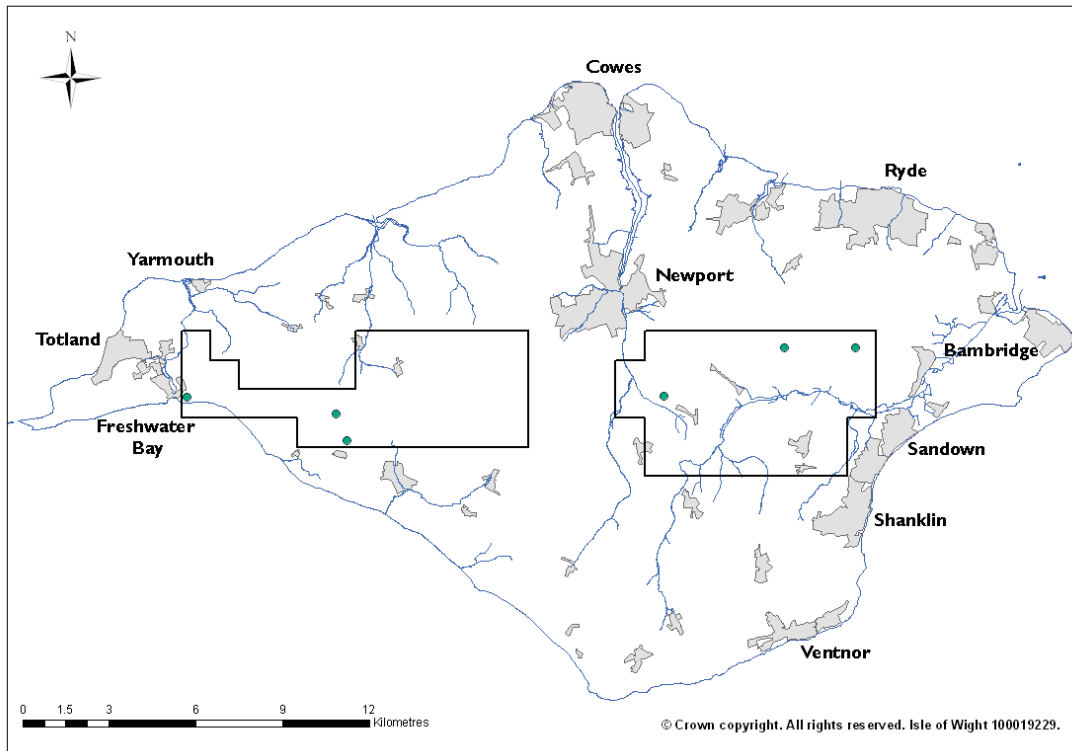 N
Cowes
Ryde
Yarmouth
Newport
Totland
Bambridge
Freshwater
Bay
Sandown
Shanklin
Ventnor
0 1.5 3 6 9 12
Kilometres
© Crown copyright. All rights reserved. Isle of Wight 100019229.